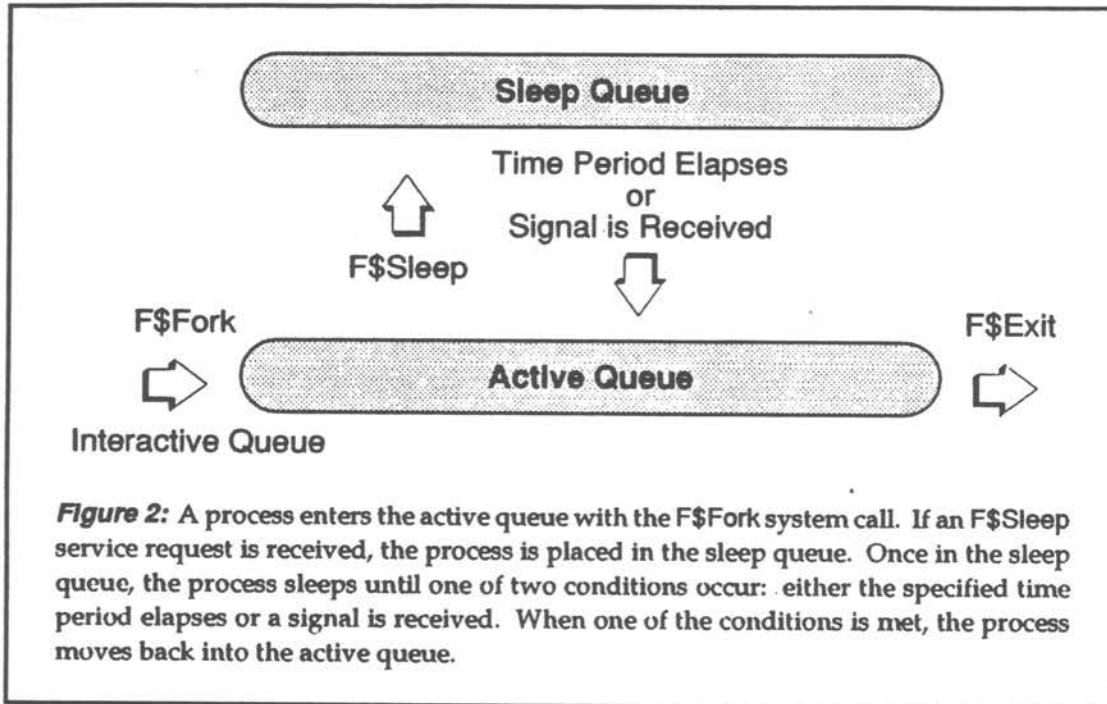 Sleep Queue
Time Period Elapses
or
Signal is Received
F$Sleep
F$Fork
F$Exit
Active Queue
Interactive Queue
Figure 2: A process enters the active queue with the F$Fork system call. If an F$Sleep
service request is received, the process is placed in the sleep queue. Once in the sleep
queue, the process sleeps until one of two conditions occur: either the specified time
period elapses or a signal is received. When one of the conditions is met, the process
moves back into the active queue.